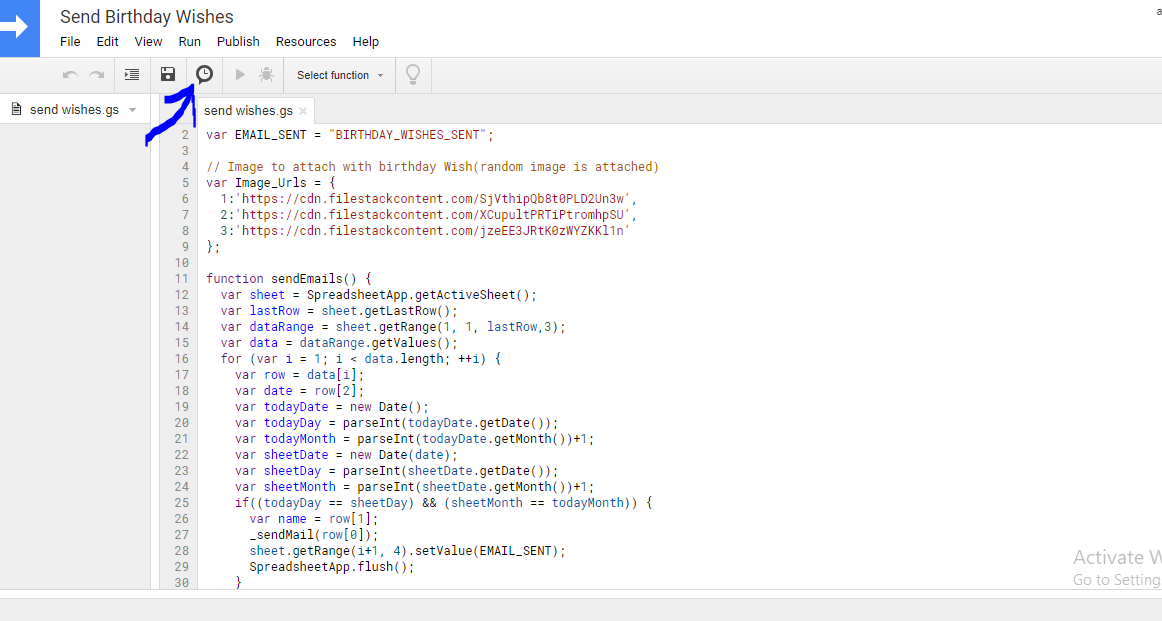 Send Birthday Wishes
File Edit View Run Publish Resources Help
Select function
send wishes.gs
send wishes.gs ×
2 var EMAIL_SENT = "BIRTHDAY_WISHES_SENT";
3
4 // Image to attach with birthday Wish(random image is attached)
5 var Image_Urls = {
6   1:'https://cdn.filestackcontent.com/SjVthipQb8t0PLD2Un3w',
7   2:'https://cdn.filestackcontent.com/XCupultPRTiPtromhpSU',
8   3:'https://cdn.filestackcontent.com/jzeEE3JRtK0zWYZKKl1n'
9 };
10
11 function sendEmails() {
12   var sheet = SpreadsheetApp.getActiveSheet();
13   var lastRow = sheet.getLastRow();
14   var dataRange = sheet.getRange(1, 1, lastRow,3);
15   var data = dataRange.getValues();
16   for (var i = 1; i < data.length; ++i) {
17     var row = data[i];
18     var date = row[2];
19     var todayDate = new Date();
20     var todayDay = parseInt(todayDate.getDate());
21     var todayMonth = parseInt(todayDate.getMonth())+1;
22     var sheetDate = new Date(date);
23     var sheetDay = parseInt(sheetDate.getDate());
24     var sheetMonth = parseInt(sheetDate.getMonth())+1;
25     if((todayDay == sheetDay) && (sheetMonth == todayMonth)) {
26       var name = row[1];
27       _sendMail(row[0]);
28       sheet.getRange(i+1, 4).setValue(EMAIL_SENT);
29       SpreadsheetApp.flush();
30     }
Activate W
Go to Setting